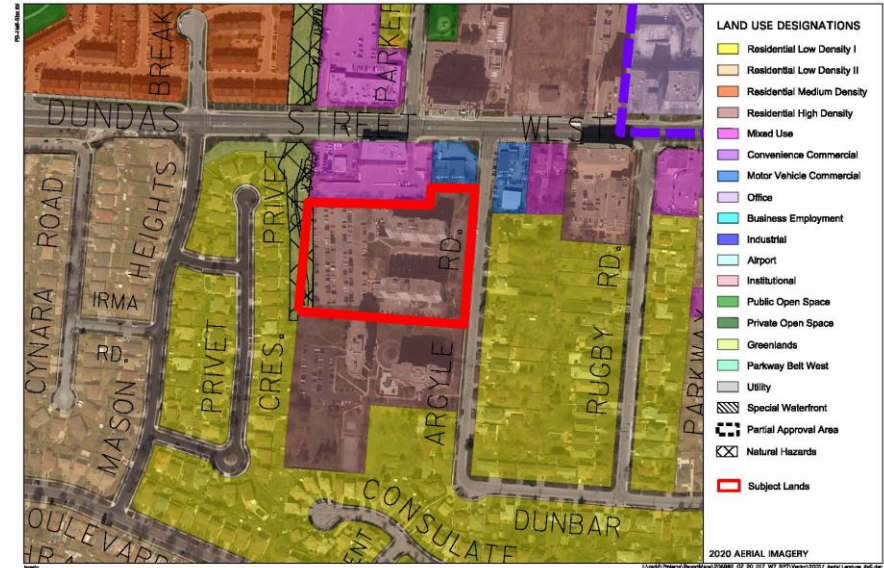 BREAK
PARKER
DUNDAS STREET WEST
PRIVET
HEIGHTS
CYNARA ROAD
IRMA
RD.
MASON
PRIVET
CRES.
RD.
ARGYLE
RUGBY RD.
PARKWAY
CONSULATE
DUNBAR
LAND USE DESIGNATIONS
Residential Low Density I
Residential Low Density II
Residential Medium Density
Residential High Density
Mixed Use
Convenience Commercial
Motor Vehicle Commercial
Office
Business Employment
Industrial
Airport
Institutional
Public Open Space
Private Open Space
Greenlands
Parkway Belt West
Utility
Special Waterfront
Partial Approval Area
Natural Hazards
Subject Lands
2020 AERIAL IMAGERY